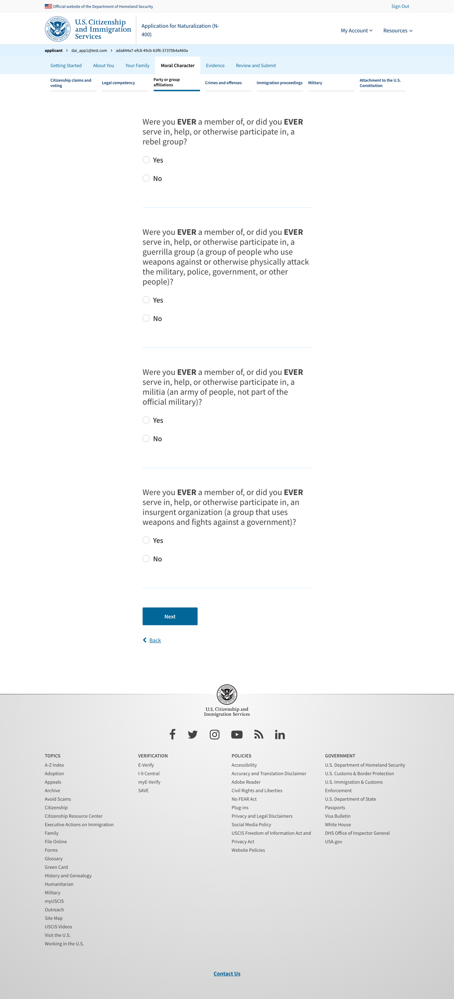 Official website of the Department of Homeland Security
Sign Out
U.S. Citizenship
and Immigration
Services
Application for Naturalization (N-
400)
My Account
Resources
applicant > dai_app1@test.com > ada844a7-efc8-49cb-b3f6-37370b4a460a
Getting Started
About You
Your Family
Moral Character
Evidence
Review and Submit
Citizenship claims and
voting
Legal competency
Party or group
affiliations
Crimes and offenses
Immigration proceedings
Military
Attachment to the U.S.
Constitution
Were you EVER a member of, or did you EVER
serve in, help, or otherwise participate in, a
rebel group?
Yes
No
Were you EVER a member of, or did you EVER
serve in, help, or otherwise participate in, a
guerrilla group (a group of people who use
weapons against or otherwise physically attack
the military, police, government, or other
people)?
Yes
No
Were you EVER a member of, or did you EVER
serve in, help, or otherwise participate in, a
militia (an army of people, not part of the
official military)?
Yes
No
Were you EVER a member of, or did you EVER
serve in, help, or otherwise participate in, an
insurgent organization (a group that uses
weapons and fights against a government)?
Yes
No
Next
Back
U.S. Citizenship and
Immigration Services
TOPICS
A-Z Index
Adoption
Appeals
Archive
Avoid Scams
Citizenship
Citizenship Resource Center
Executive Actions on Immigration
Family
File Online
Forms
Glossary
Green Card
History and Genealogy
Humanitarian
Military
myUSCIS
Outreach
Site Map
USCIS Videos
Visit the U.S.
Working in the U.S.
VERIFICATION
E-Verify
I-9 Central
myE-Verify
SAVE
POLICIES
Accessibility
Accuracy and Translation Disclaimer
Adobe Reader
Civil Rights and Liberties
No FEAR Act
Plug-ins
Privacy and Legal Disclaimers
Social Media Policy
USCIS Freedom of Information Act and
Privacy Act
Website Policies
GOVERNMENT
U.S. Department of Homeland Security
U.S. Customs & Border Protection
U.S. Immigration & Customs
Enforcement
U.S. Department of State
Passports
Visa Bulletin
White House
DHS Office of Inspector General
USA.gov
Contact Us